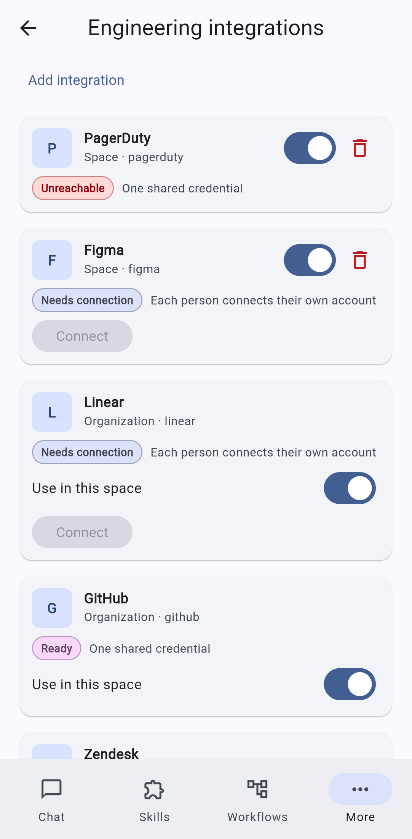 Engineering integrations
Add integration
P
PagerDuty
Space · pagerduty
Unreachable
One shared credential
F
Figma
Space · figma
Needs connection
Each person connects their own account
Connect
L
Linear
Organization · linear
Needs connection
Each person connects their own account
Use in this space
Connect
G
GitHub
Organization · github
Ready
One shared credential
Use in this space
Zendesk
Chat
Skills
Workflows
More